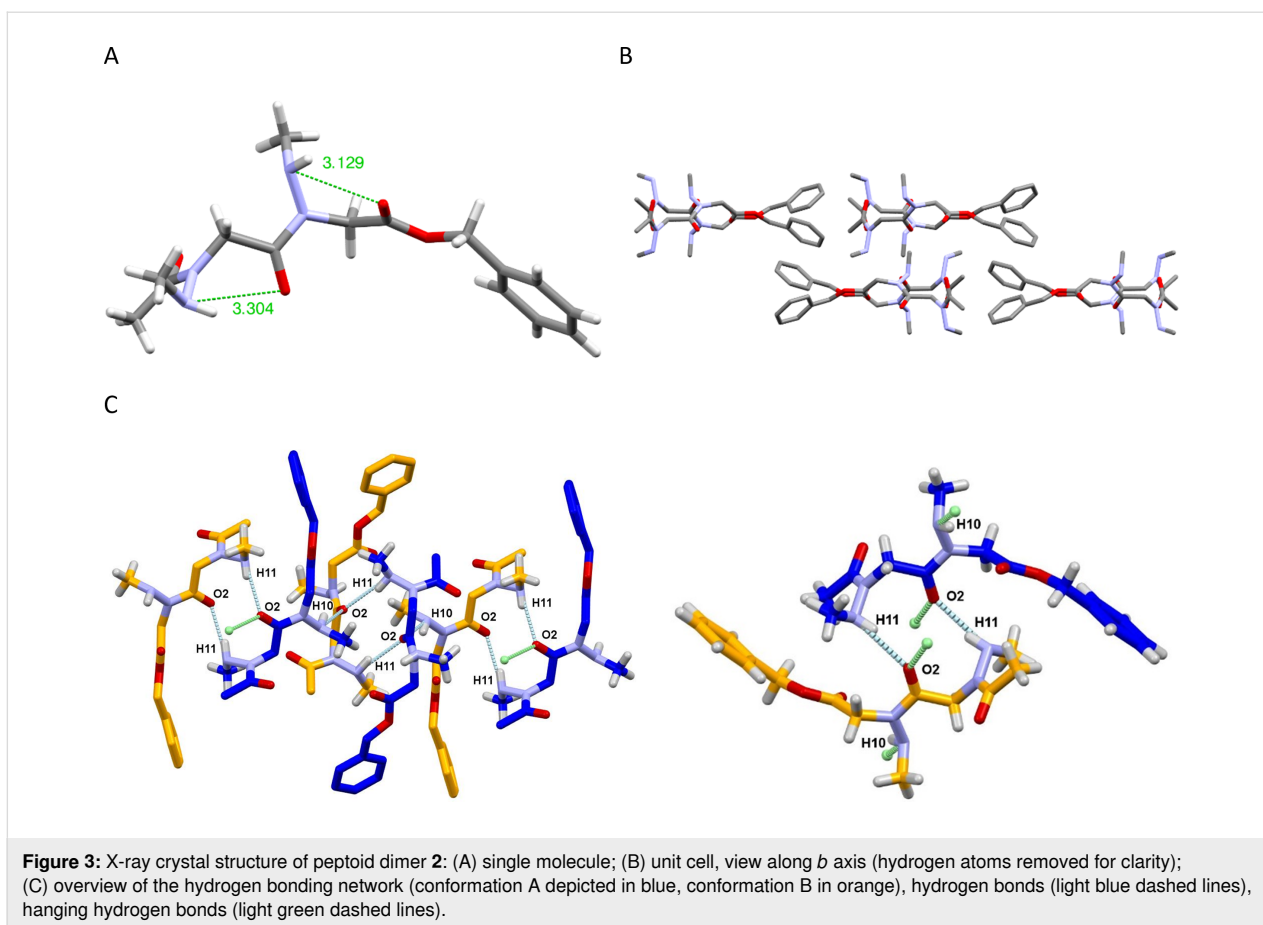 A
B
3.129
3.304
C
H11
O2
H11
O2
H10
H11
O2
H10
O2
H11
O2
H11
O2
H11
O2
H10
O2
H11
H11
O2
H10
Figure 3: X-ray crystal structure of peptoid dimer 2: (A) single molecule; (B) unit cell, view along b axis (hydrogen atoms removed for clarity);
(C) overview of the hydrogen bonding network (conformation A depicted in blue, conformation B in orange), hydrogen bonds (light blue dashed lines),
hanging hydrogen bonds (light green dashed lines).